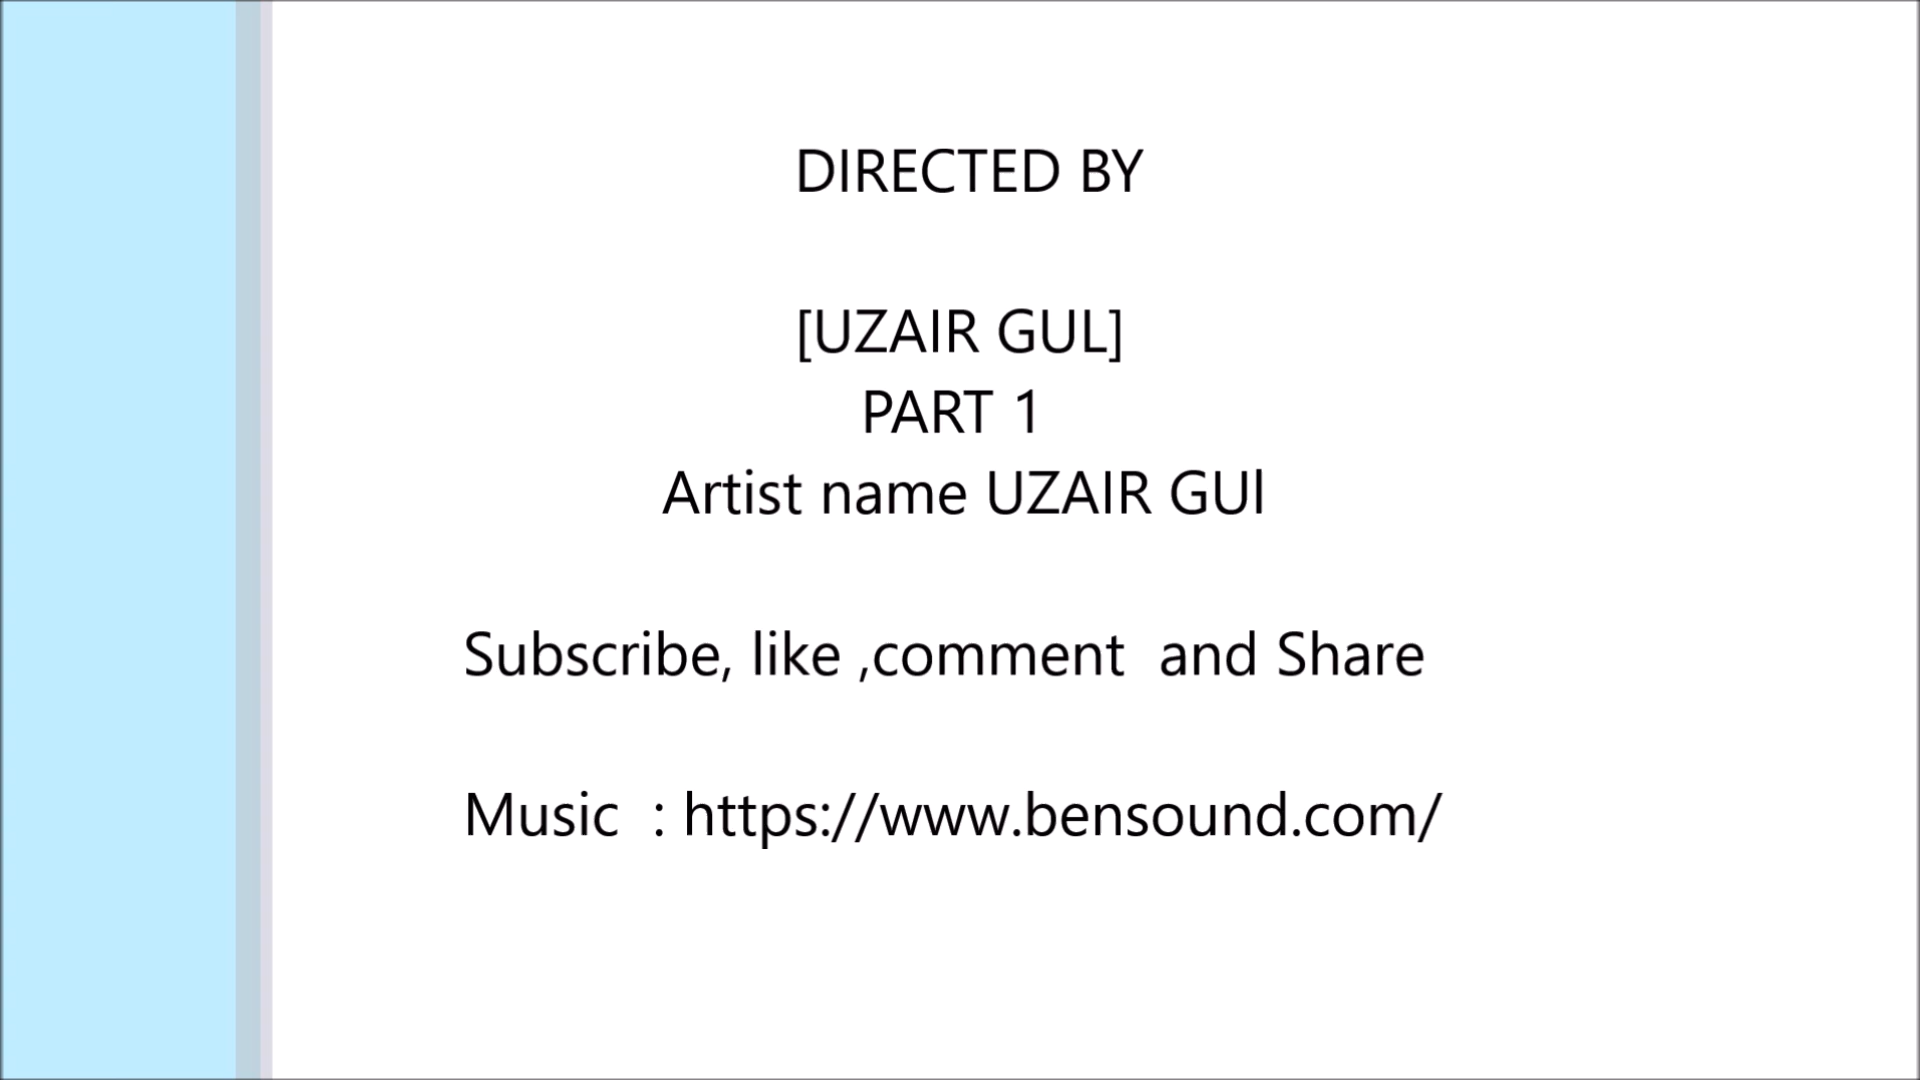 DIRECTED BY
[UZAIR GUL]
PART 1
Artist name UZAIR GUl
Subscribe, like ,comment  and Share
Music  : https://www.bensound.com/